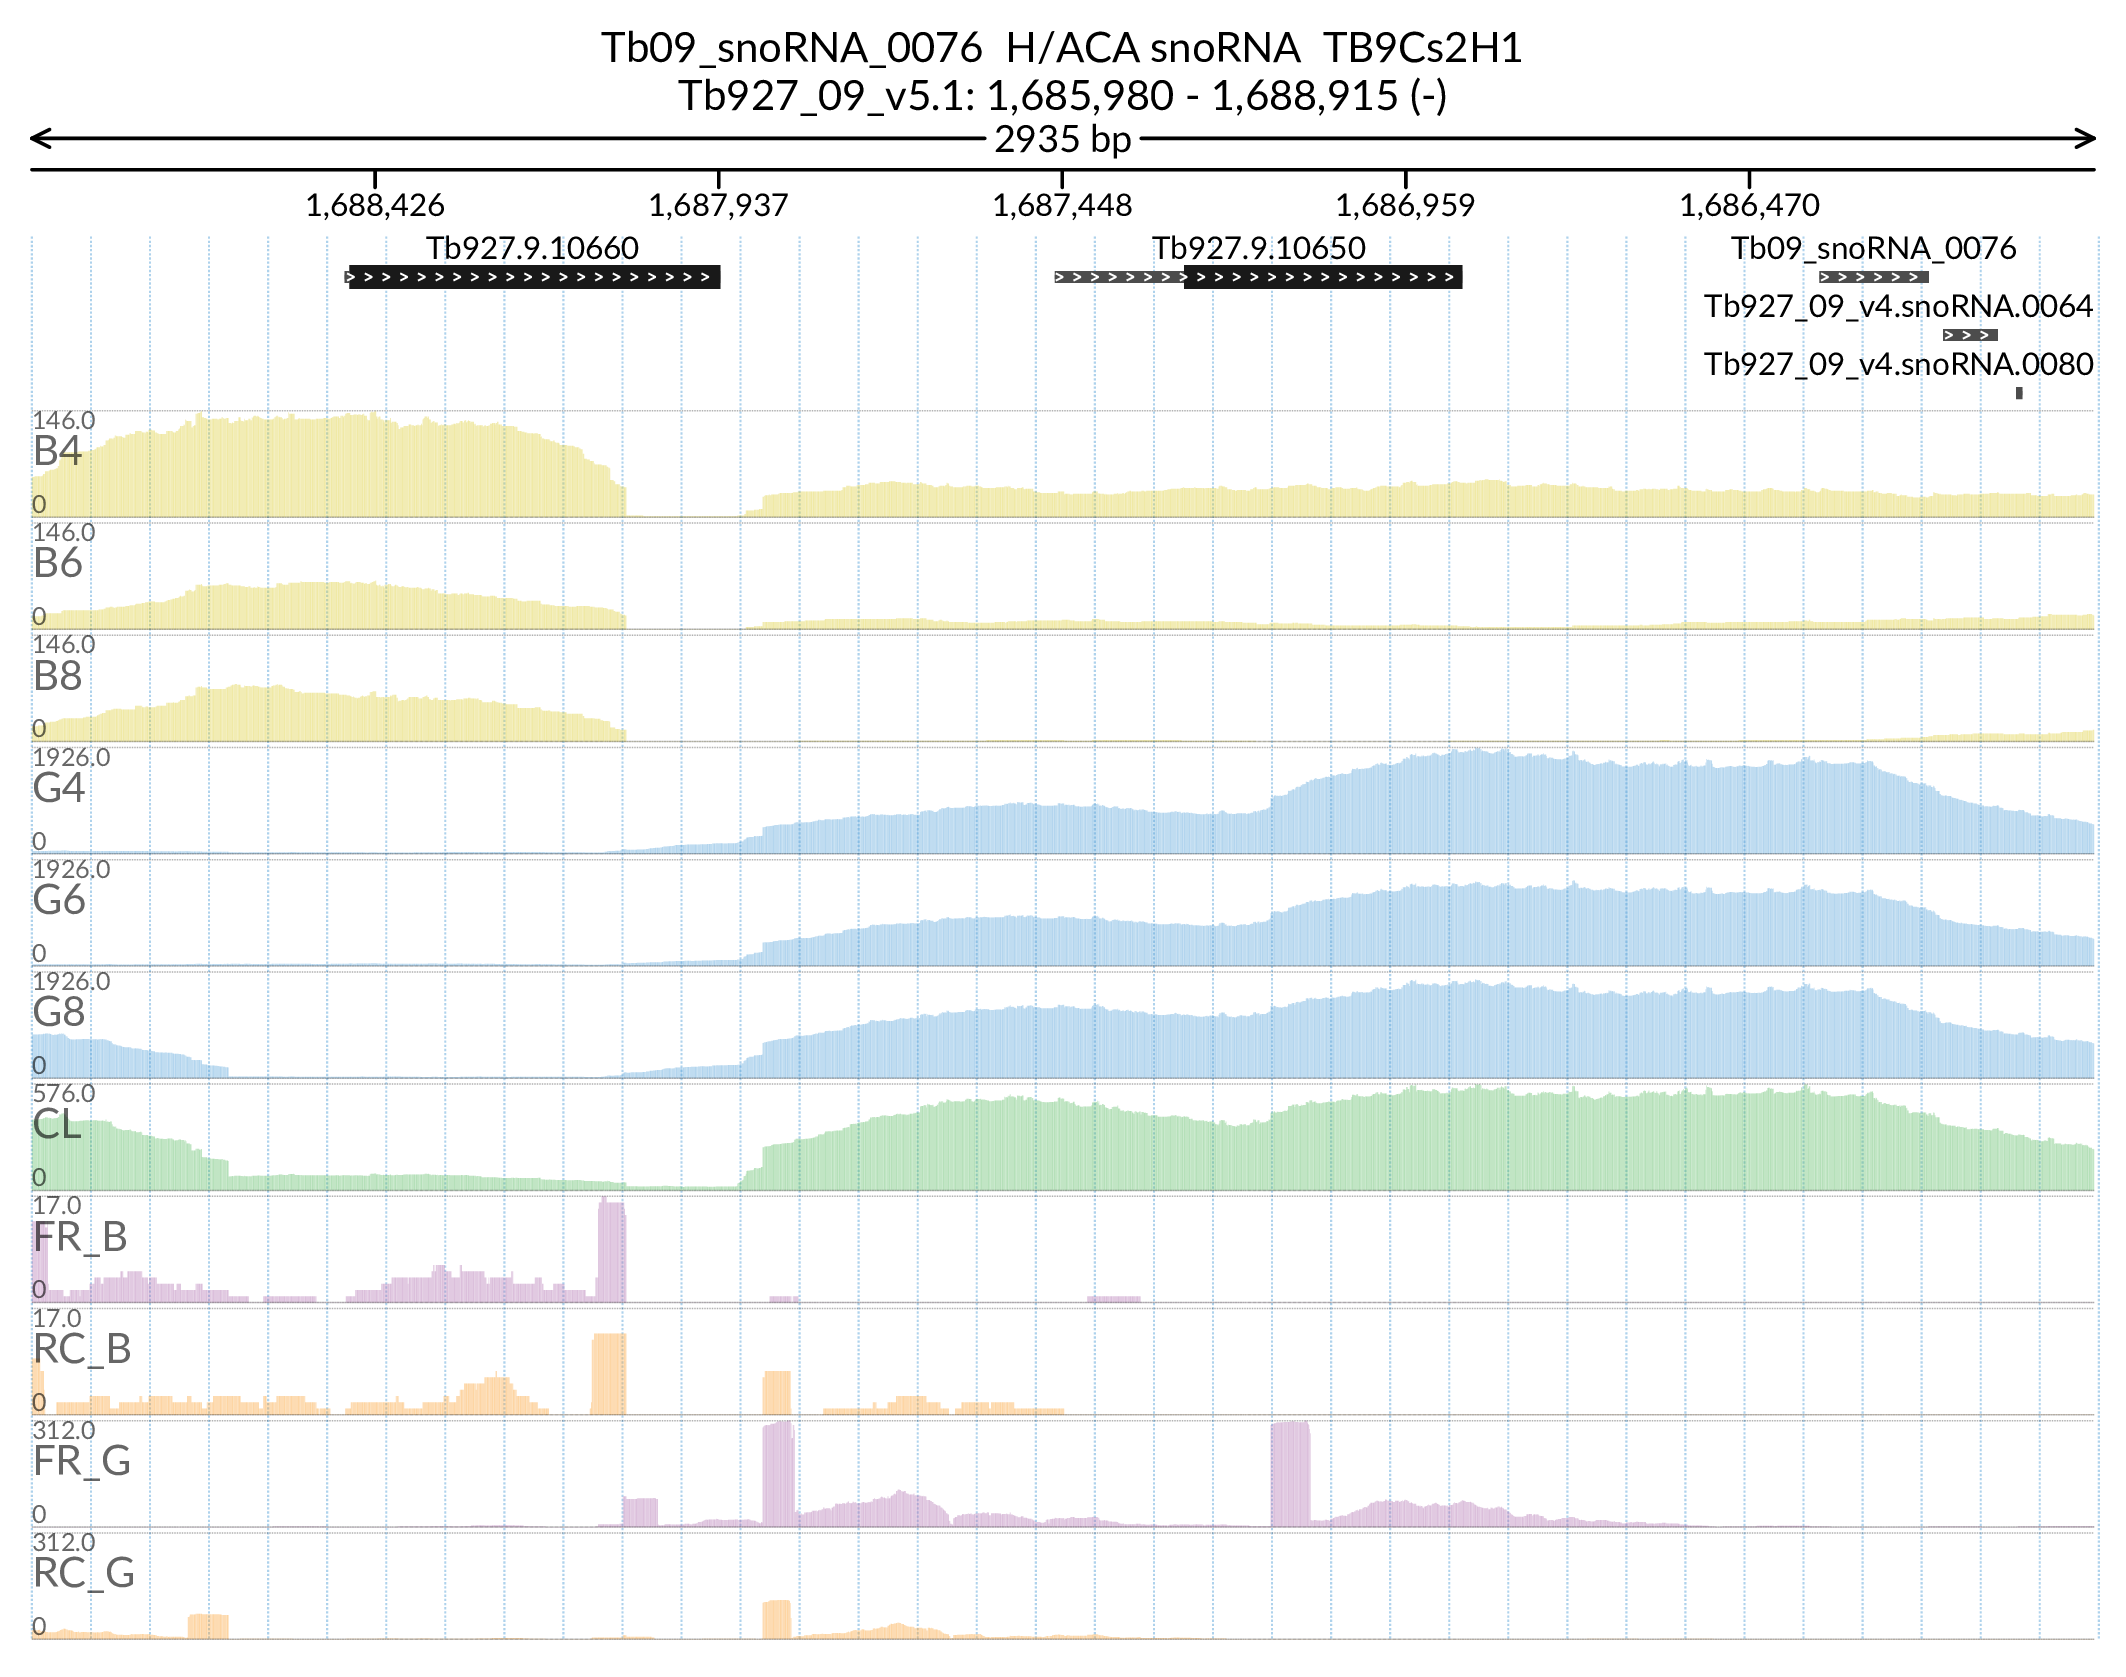 Tb09_snoRNA_0076 H/ACA snoRNA TB9Cs2H1
Tb927_09_v5.1: 1,685,980 - 1,688,915 (-)
2935 bp
1,688,426 1,687,937 1,687,448 1,686,959 1,686,470
Tb927.9.10660 Tb927.9.10650 Tb09_snoRNA_0076
Tb927_09_v4.snoRNA.0064
Tb927_09_v4.snoRNA.0080
146.0
B4
0
146.0
B6
0
146.0
B8
0
1926.0
G4
0
1926.0
G6
0
1926.0
G8
0
576.0
CL
0
17.0
FR_B
0
17.0
RC_B
0
312.0
FR_G
0
312.0
RC_G
0